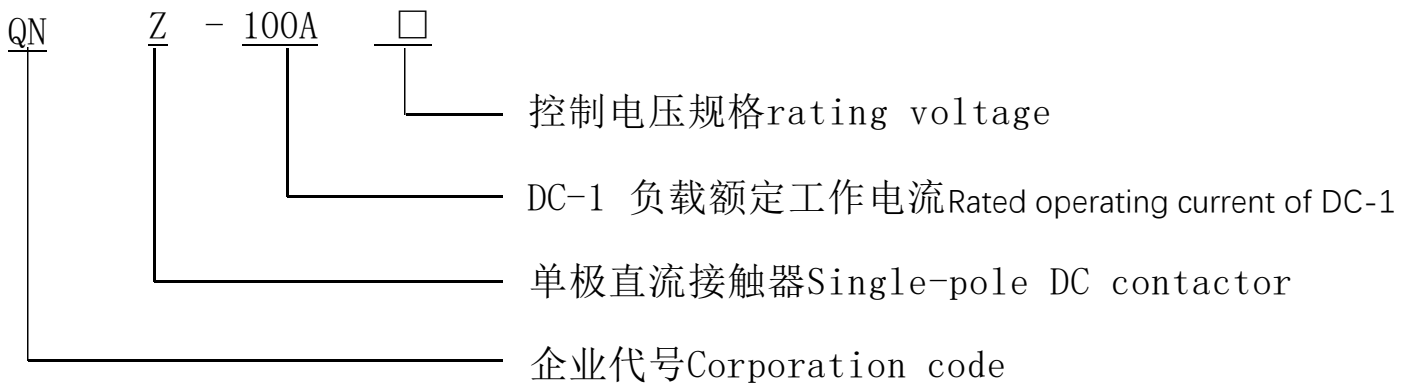 QN Z - 100A □
控制电压规格rating voltage
DC-1 负载额定工作电流Rated operating current of DC-1
单极直流接触器Single-pole DC contactor
企业代号Corporation code